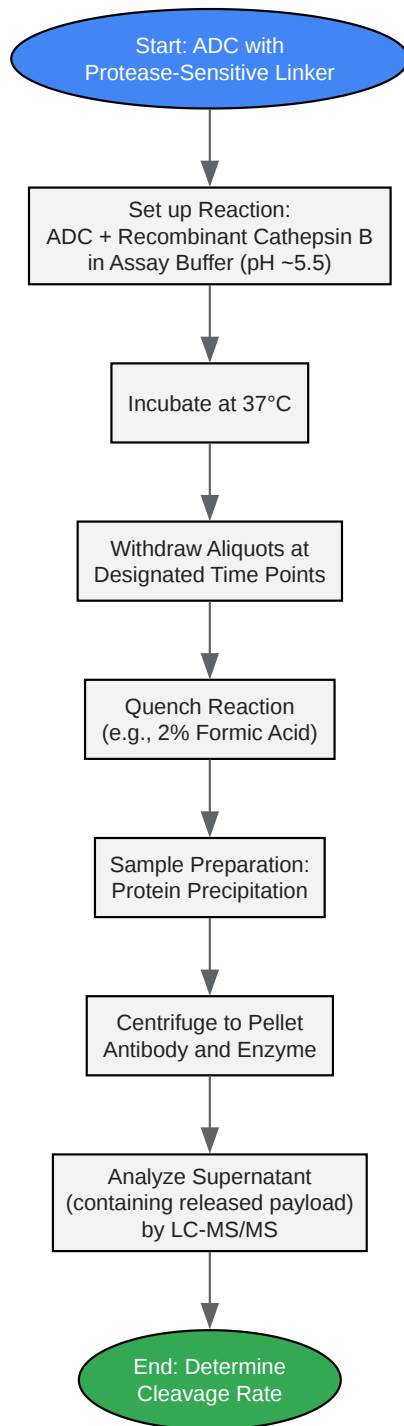 Start: ADC with
Protease-Sensitive Linker
Set up Reaction:
ADC + Recombinant Cathepsin B
in Assay Buffer (pH ~5.5)
Incubate at 37°C
Withdraw Aliquots at
Designated Time Points
Quench Reaction
(e.g., 2% Formic Acid)
Sample Preparation:
Protein Precipitation
Centrifuge to Pellet
Antibody and Enzyme
Analyze Supernatant
(containing released payload)
by LC-MS/MS
End: Determine
Cleavage Rate